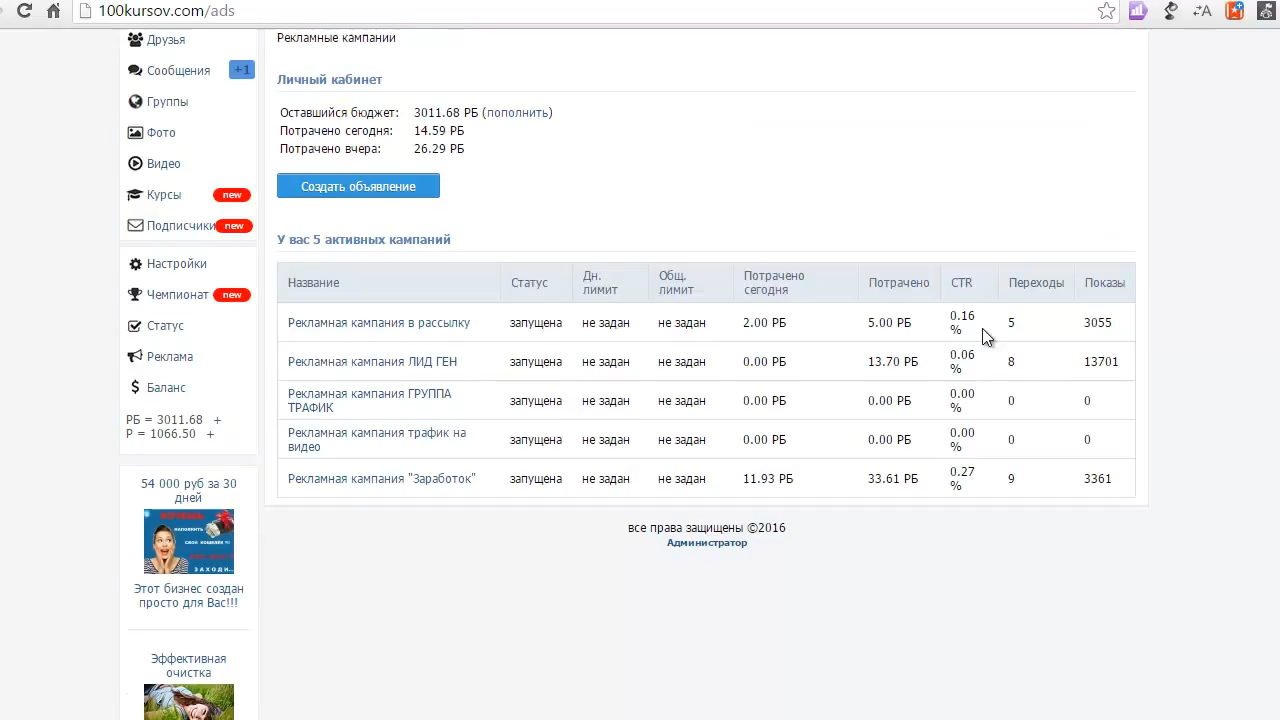 100kursov.com/ads
Друзья
Сообщения +1
Группы
Фото
Видео
Курсы new
Подписчики new
Настройки
Чемпионат new
Статус
Реклама
Баланс
РБ = 3011.68 +
Р = 1066.50 +
54 000 руб за 30
дней
Этот бизнес создан
просто для Вас!!!
Эффективная
очистка
Рекламные кампании
Личный кабинет
Оставшийся бюджет: 3011.68 РБ (пополнить)
Потрачено сегодня: 14.59 РБ
Потрачено вчера: 26.29 РБ
Создать объявление
У вас 5 активных кампаний
Название Статус Дн. лимит Общ. лимит Потрачено сегодня Потрачено CTR Переходы Показы
Рекламная кампания в рассылку запущена не задан не задан 2.00 РБ 5.00 РБ 0.16 % 5 3055
Рекламная кампания ЛИД ГЕН запущена не задан не задан 0.00 РБ 13.70 РБ 0.06 % 8 13701
Рекламная кампания ГРУППА ТРАФИК запущена не задан не задан 0.00 РБ 0.00 РБ 0.00 % 0 0
Рекламная кампания трафик на видео запущена не задан не задан 0.00 РБ 0.00 РБ 0.00 % 0 0
Рекламная кампания "Заработок" запущена не задан не задан 11.93 РБ 33.61 РБ 0.27 % 9 3361
все права защищены ©2016
Администратор